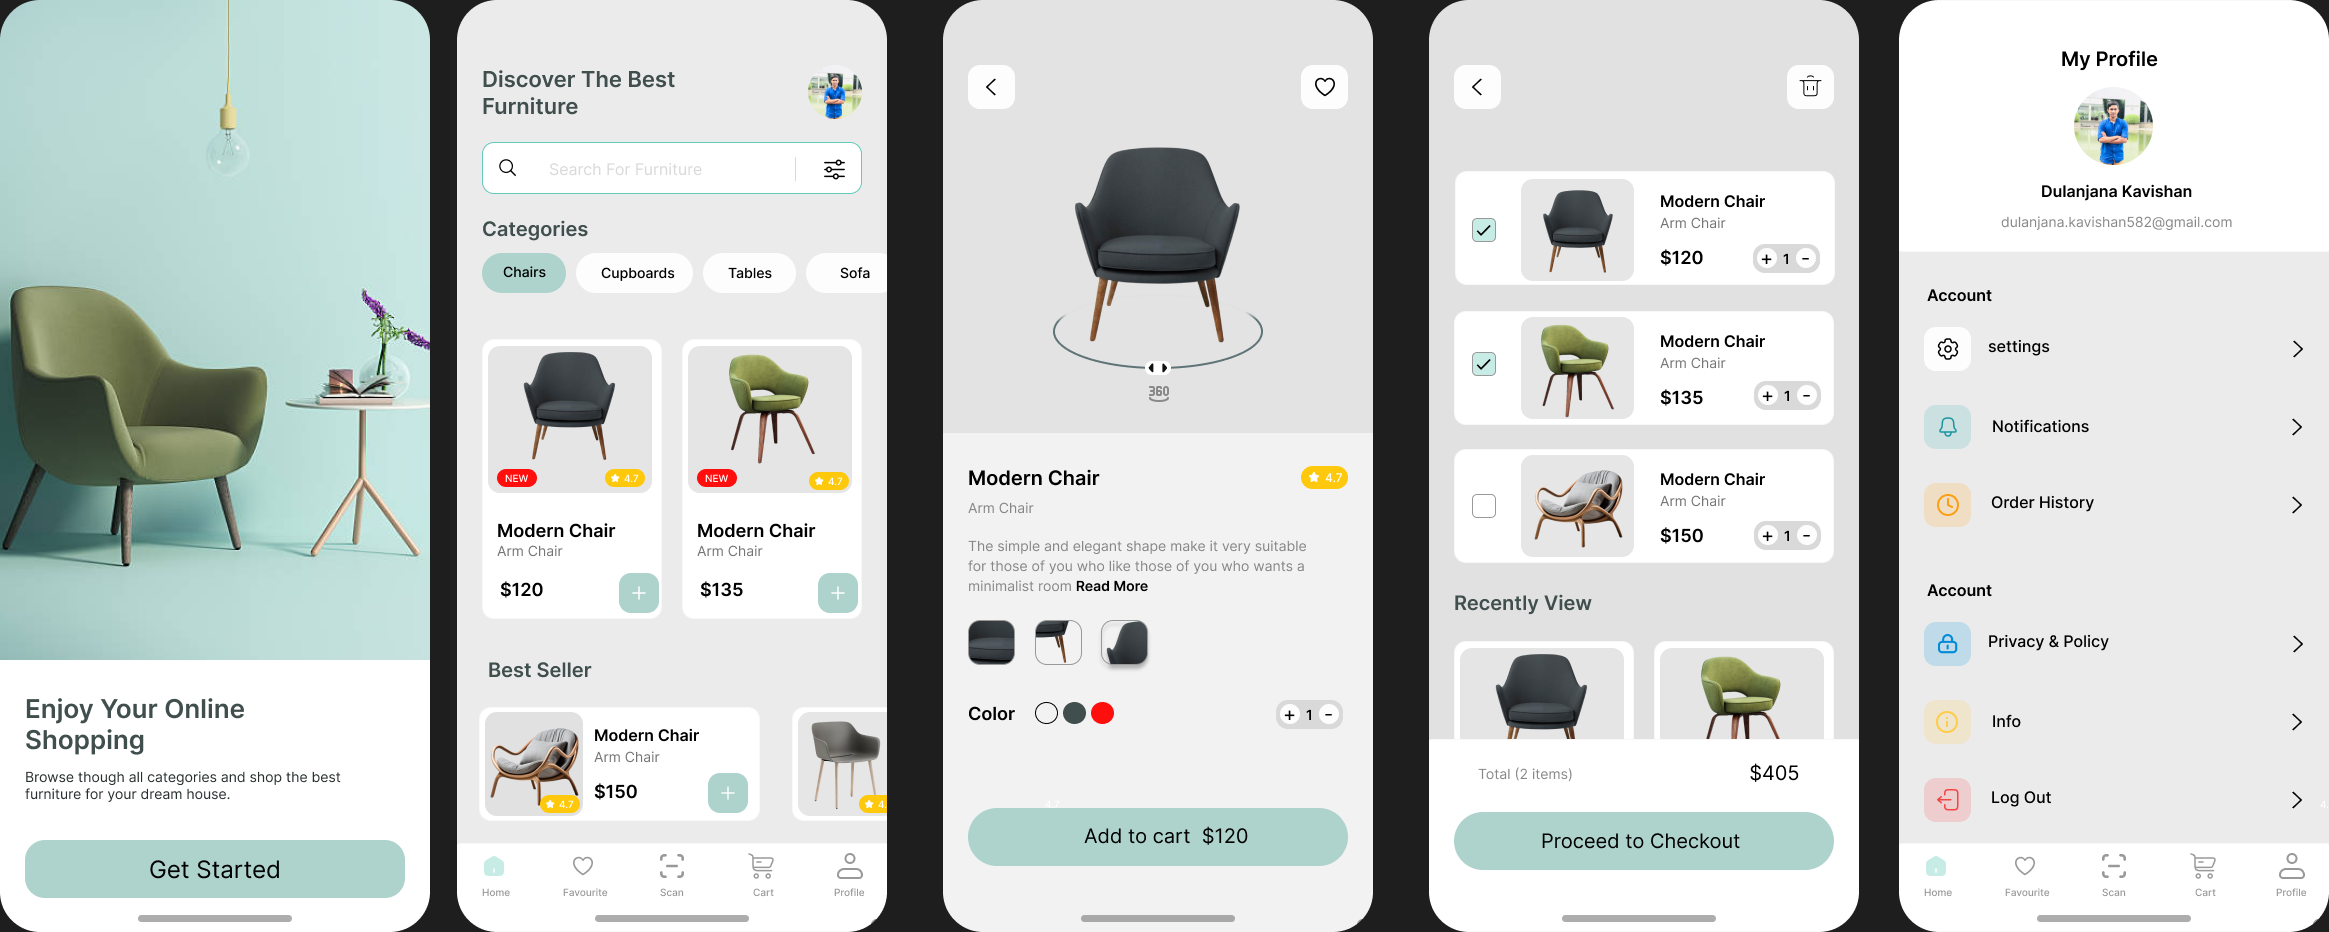 Enjoy Your Online
Shopping
Browse though all categories and shop the best
furniture for your dream house.
Get Started
Discover The Best
Furniture
Search For Furniture
Categories
Chairs
Cupboards
Tables
Sofa
NEW
4.7
NEW
4.7
Modern Chair
Arm Chair
$120
+
Modern Chair
Arm Chair
$135
+
Best Seller
4.7
Modern Chair
Arm Chair
$150
+
4.
Home
Favourite
Scan
Cart
Profile
360
Modern Chair
4.7
Arm Chair
The simple and elegant shape make it very suitable
for those of you who like those of you who wants a
minimalist room Read More
Color
+ 1 -
4.7
Add to cart $120
Modern Chair
Arm Chair
$120
+ 1 -
Modern Chair
Arm Chair
$135
+ 1 -
Modern Chair
Arm Chair
$150
+ 1 -
Recently View
Total (2 items)
$405
Proceed to Checkout
My Profile
Dulanjana Kavishan
dulanjana.kavishan582@gmail.com
Account
settings
Notifications
Order History
Account
Privacy & Policy
Info
Log Out
4
Home
Favourite
Scan
Cart
Profile